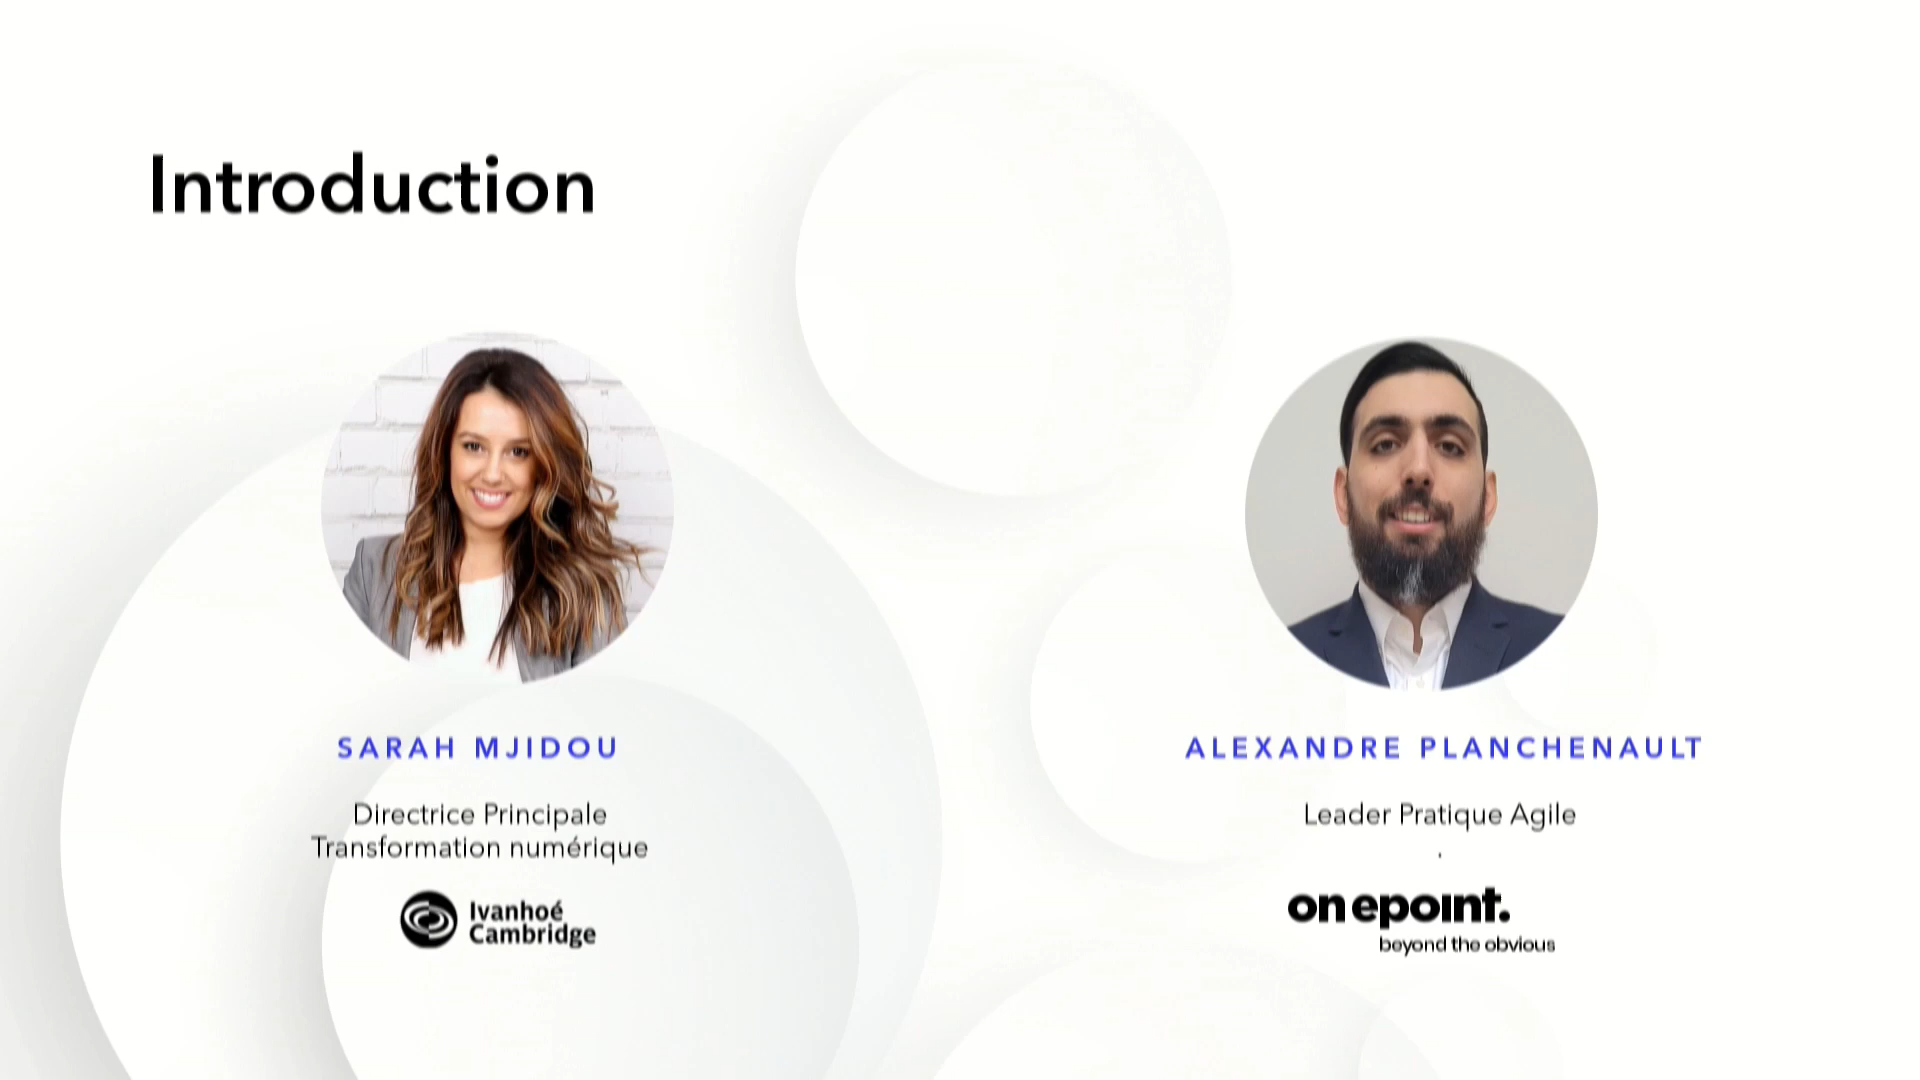 Introduction
SARAH MJIDOU
Directrice Principale
Transformation numérique
Ivanhoé
Cambridge
ALEXANDRE PLANCHENAULT
Leader Pratique Agile
.
onepoint.
beyond the obvious